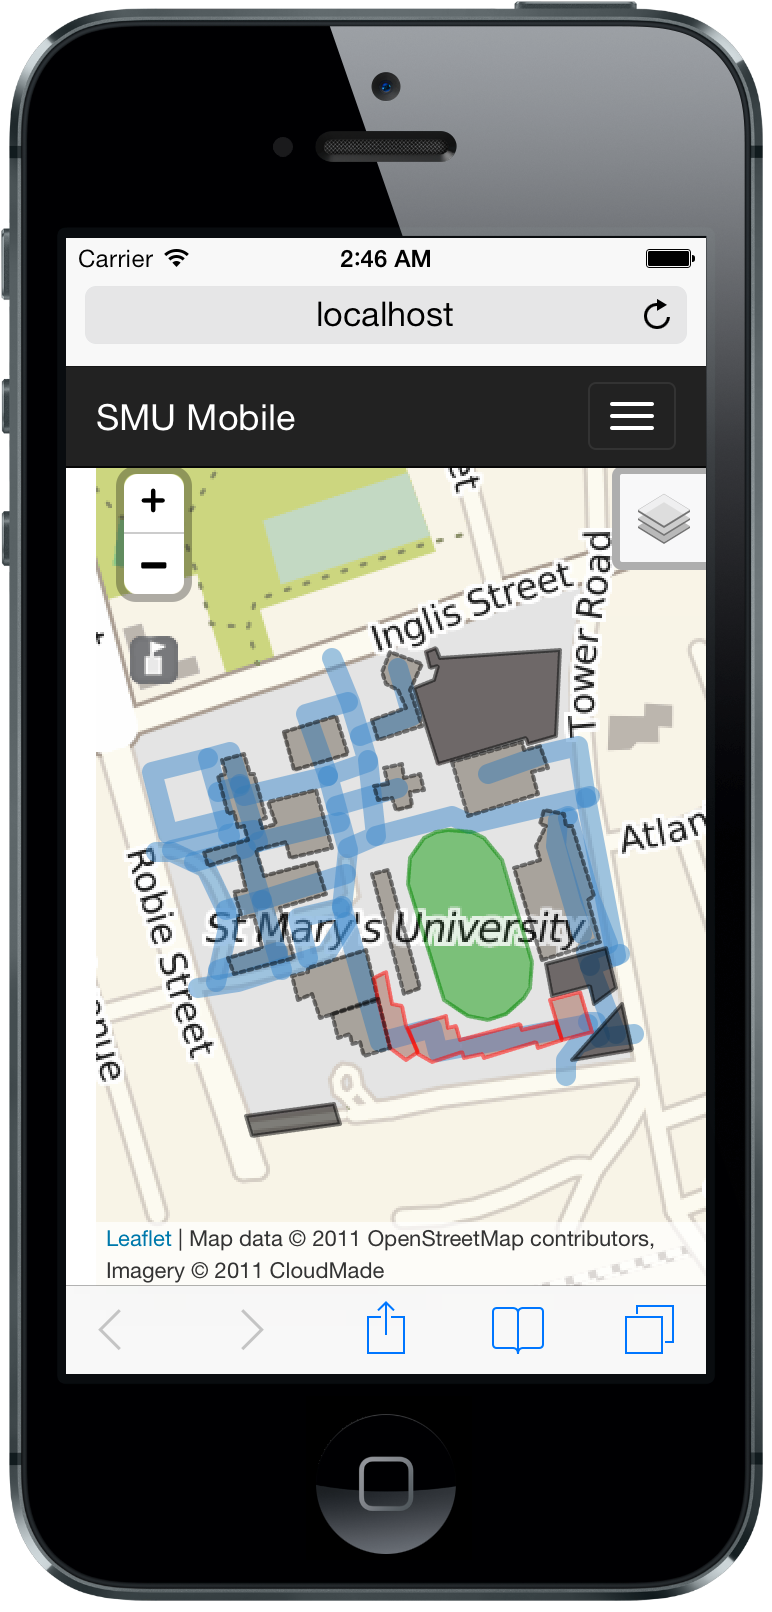 Carrier 2:46 AM
localhost
SMU Mobile
+
−
et
Inglis Street
Tower Road
Atlan
Robie Street
St Mary's University
enue
Leaflet | Map data © 2011 OpenStreetMap contributors,
Imagery © 2011 CloudMade